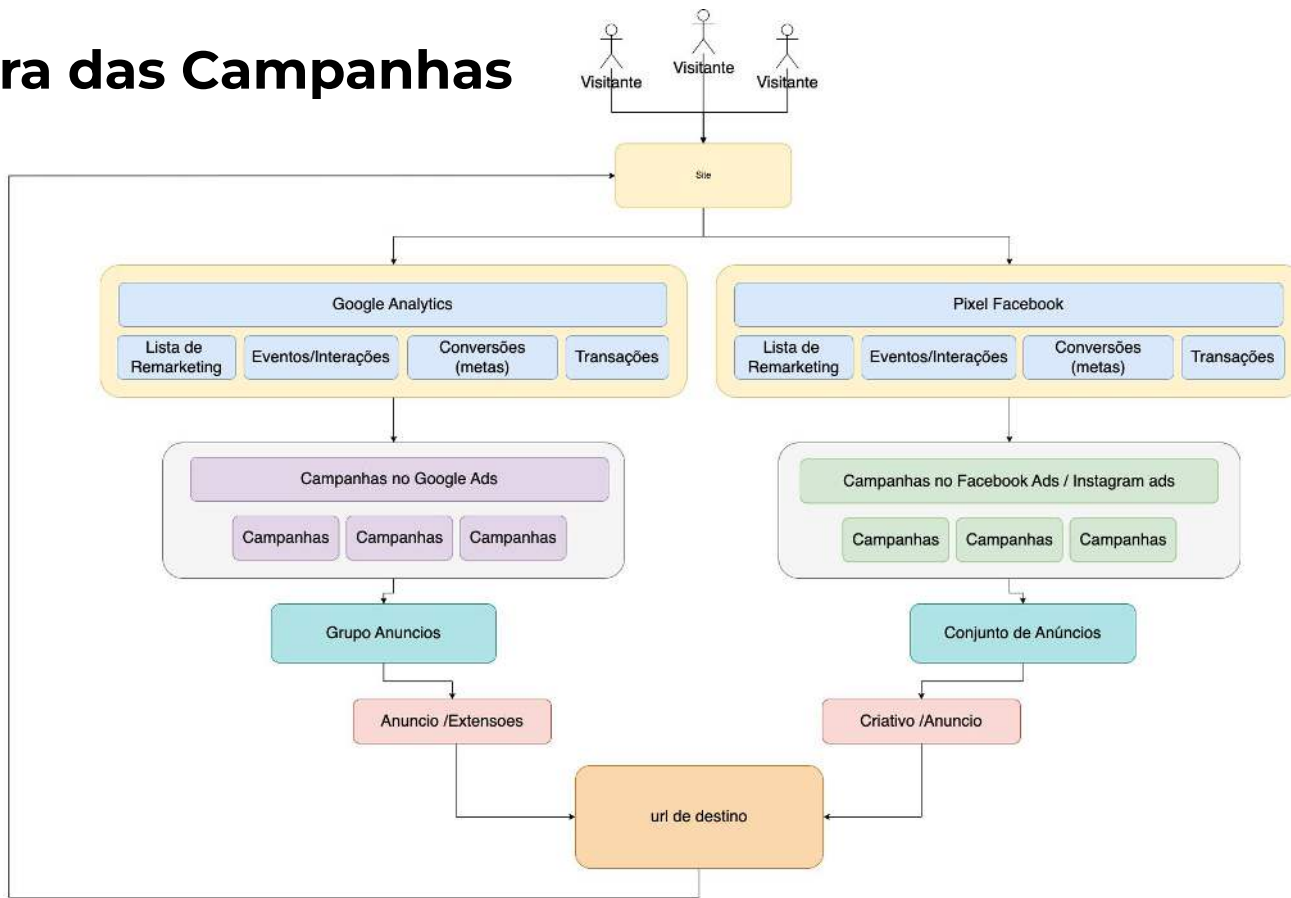 ra das Campanhas
Visitante
Visitante
Visitante
Site
Google Analytics
Lista de
Remarketing
Eventos/Interações
Conversões
(metas)
Transações
Pixel Facebook
Lista de
Remarketing
Eventos/Interações
Conversões
(metas)
Transações
Campanhas no Google Ads
Campanhas
Campanhas
Campanhas
Campanhas no Facebook Ads / Instagram ads
Campanhas
Campanhas
Campanhas
Grupo Anuncios
Conjunto de Anúncios
Anuncio /Extensoes
Criativo /Anuncio
url de destino